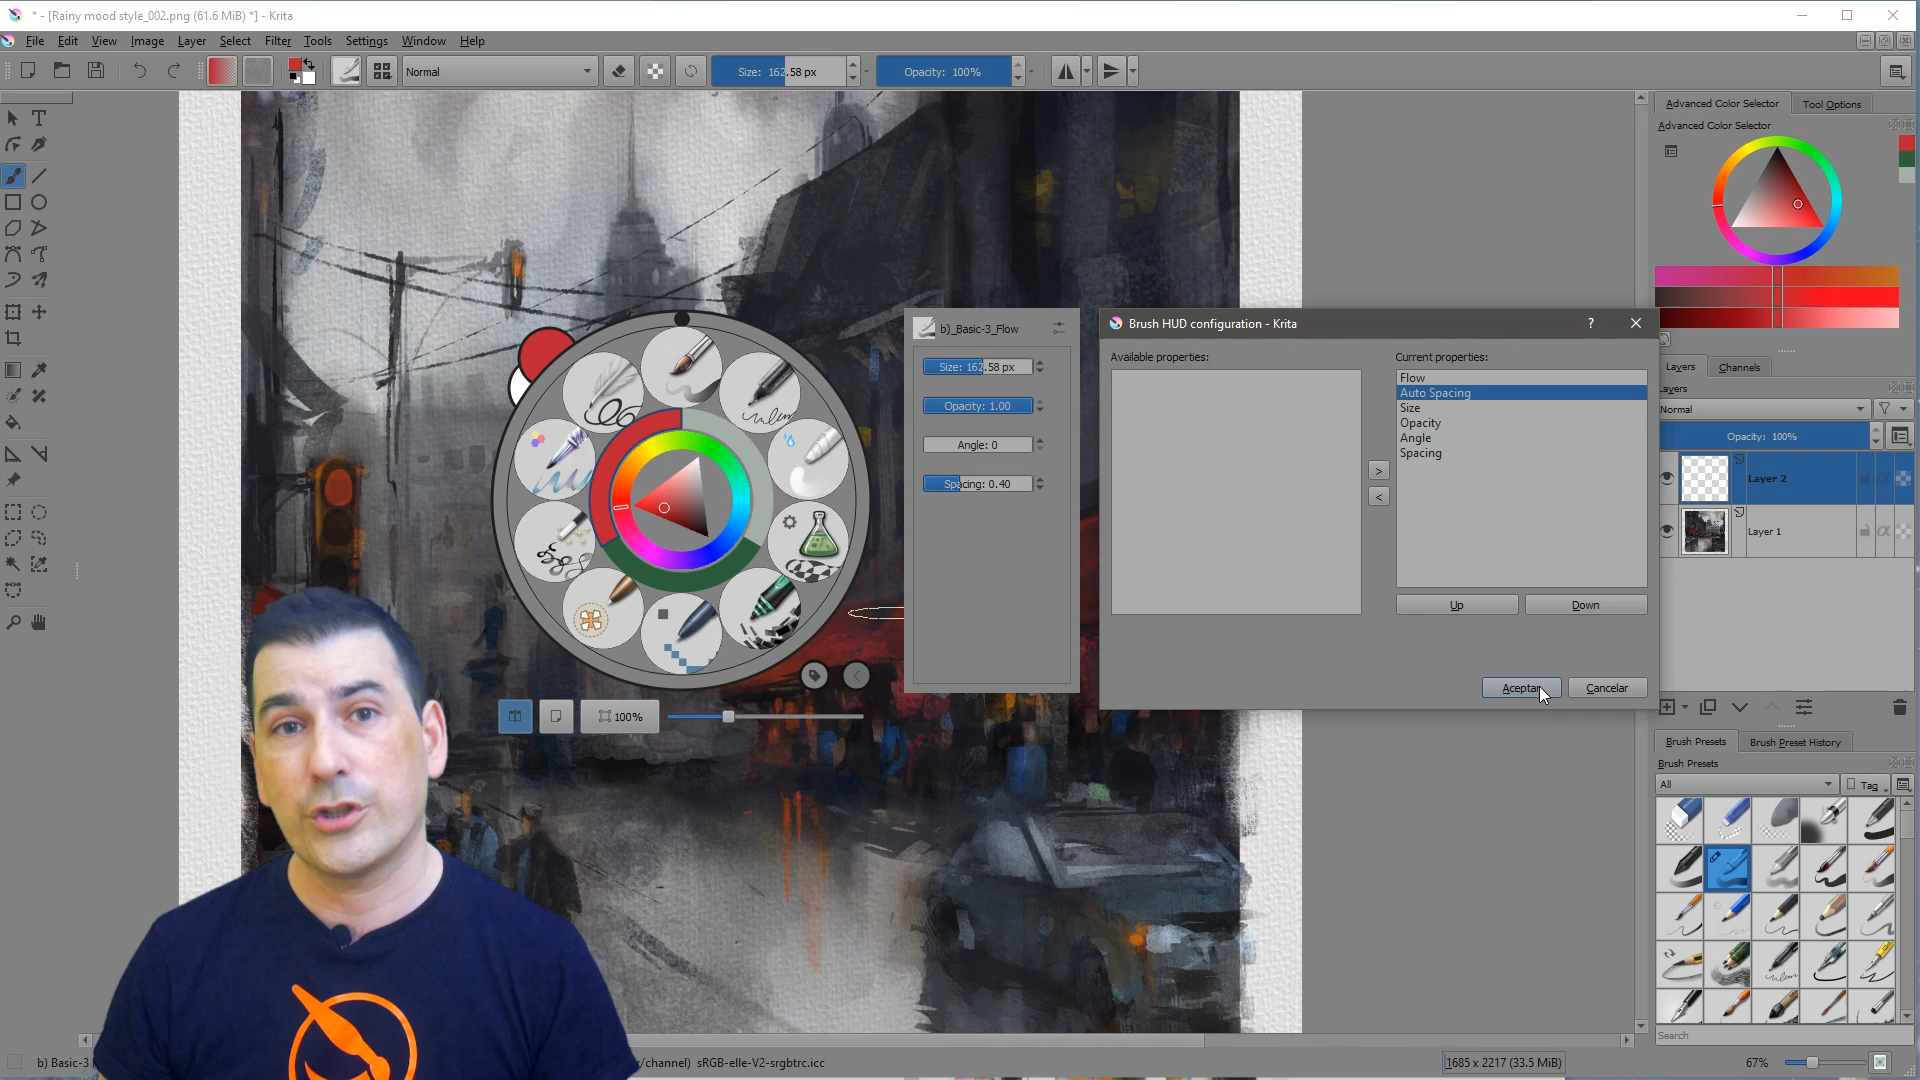 * - [Rainy mood style_002.png (61.6 MiB) *] - Krita
File Edit View Image Layer Select Filter Tools Settings Window Help
Normal
Size: 162.58 px
Opacity: 100%
Advanced Color Selector
Tool Options
Advanced Color Selector
b)_Basic-3_Flow
Size: 162.58 px
Opacity: 1.00
Angle: 0
Spacing: 0.40
Brush HUD configuration - Krita
?
Available properties:
Current properties:
Flow
Auto Spacing
Size
Opacity
Angle
Spacing
>
<
Up
Down
Aceptar
Cancelar
100%
Layers
Channels
Layers
Normal
Opacity: 100%
Layer 2
Layer 1
Brush Presets
Brush Preset History
Brush Presets
All
Tag
Search
b) Basic-3
/channel) sRGB-elle-V2-srgbtrc.icc
1685 x 2217 (33.5 MiB)
67%